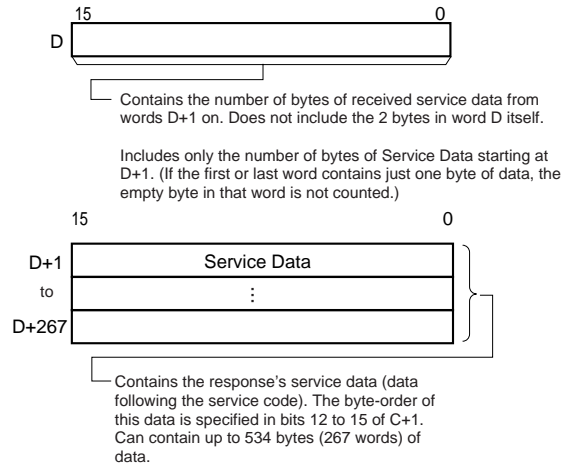 15 0
D
Contains the number of bytes of received service data from
words D+1 on. Does not include the 2 bytes in word D itself.
Includes only the number of bytes of Service Data starting at
D+1. (If the first or last word contains just one byte of data, the
empty byte in that word is not counted.)
15 0
D+1 Service Data
to ⋮
D+267
Contains the response's service data (data
following the service code). The byte-order of
this data is specified in bits 12 to 15 of C+1.
Can contain up to 534 bytes (267 words) of
data.